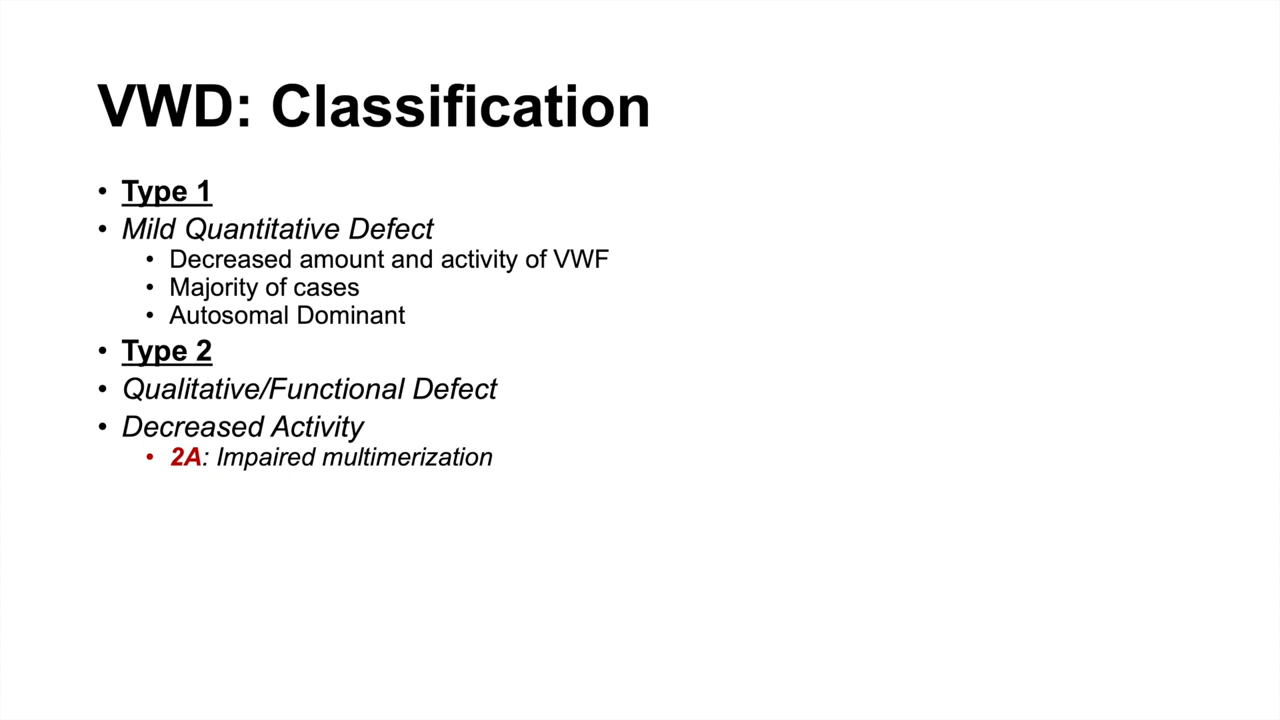 VWD: Classification
• Type 1
• Mild Quantitative Defect
• Decreased amount and activity of VWF
• Majority of cases
• Autosomal Dominant
• Type 2
• Qualitative/Functional Defect
• Decreased Activity
• 2A: Impaired multimerization